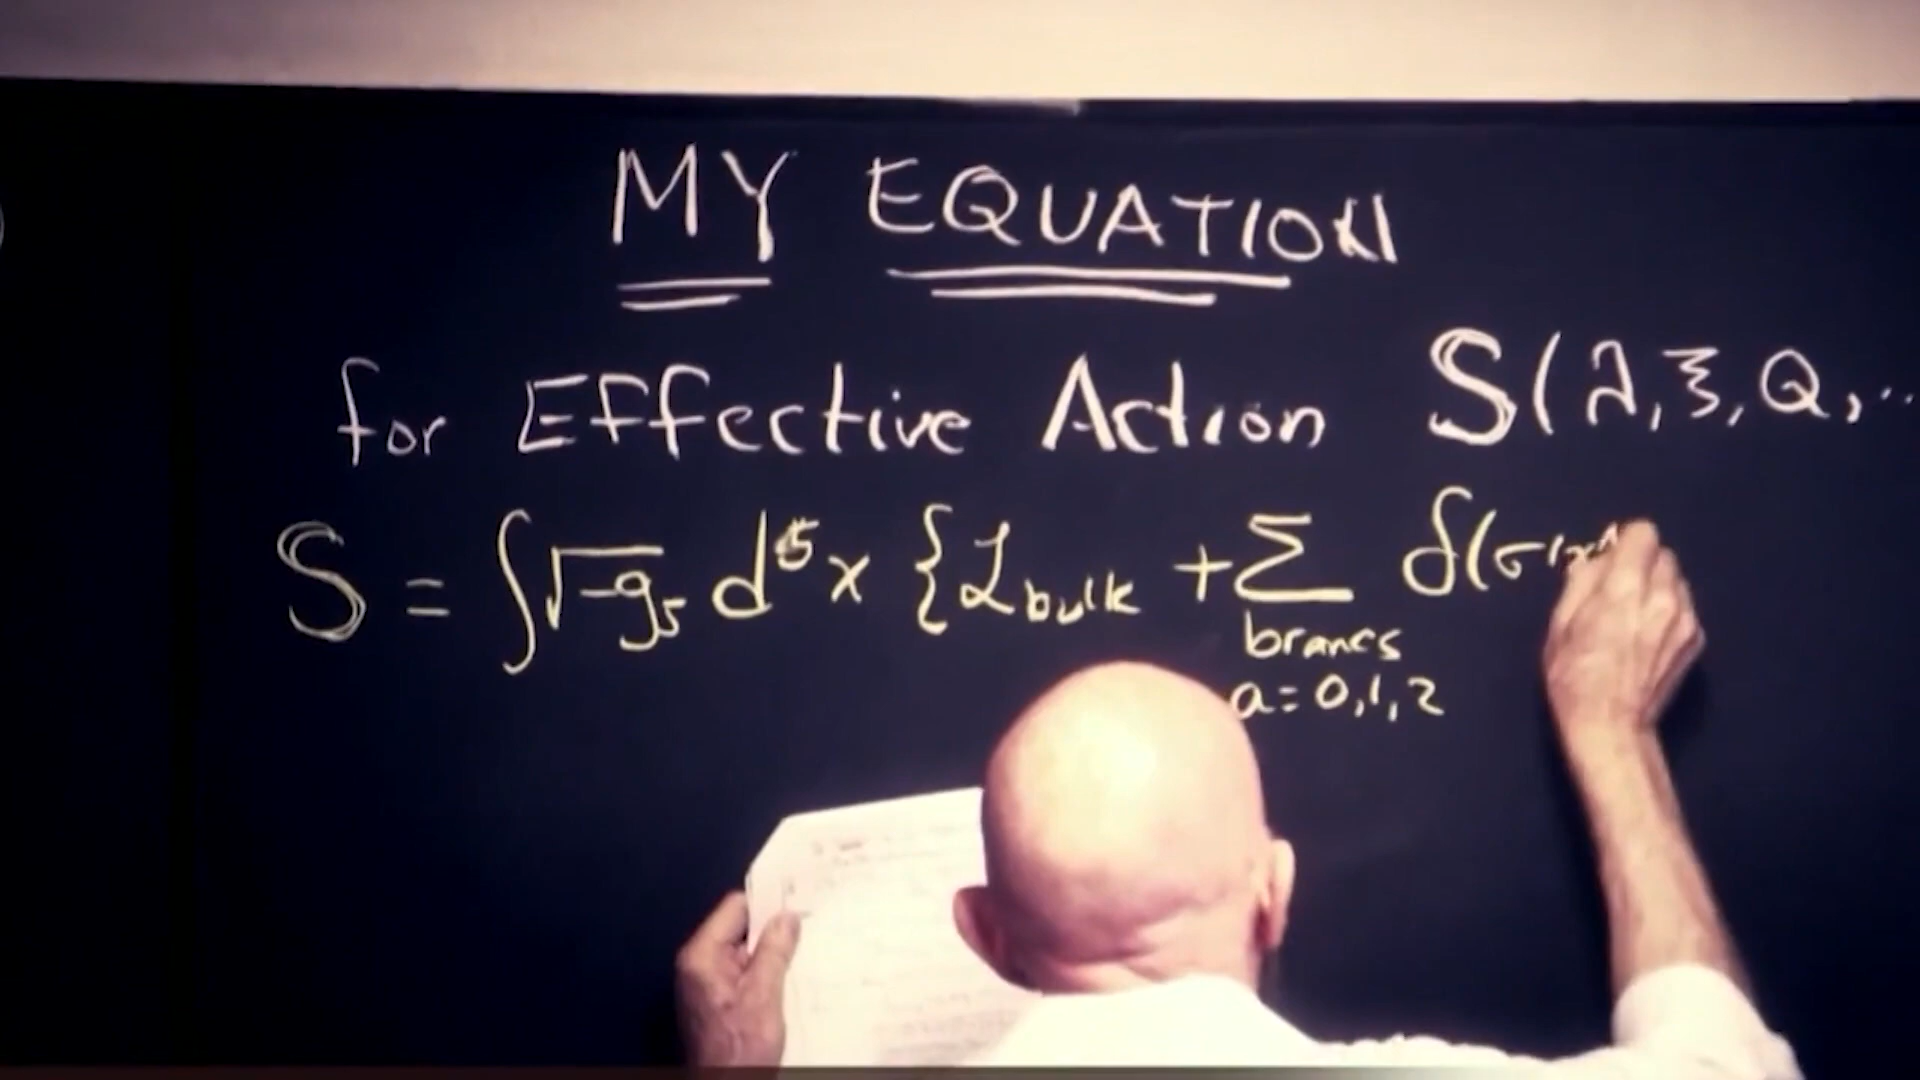 MY EQUATION
for Effective Action S(λ, ξ, Q, ..
S = ∫√-g₅ d⁵x {ℒbulk + Σ δ(σ
branes
a = 0, 1, 2